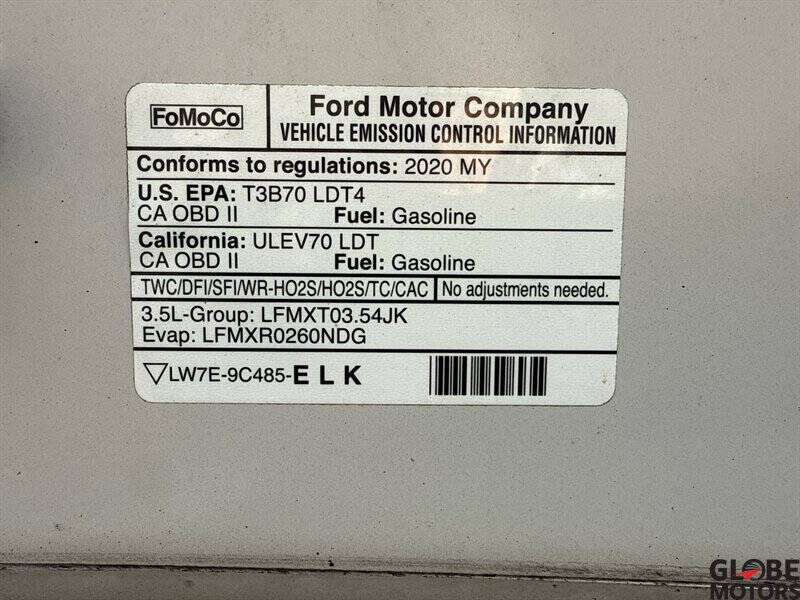 FoMoCo
Ford Motor Company
VEHICLE EMISSION CONTROL INFORMATION
Conforms to regulations: 2020 MY
U.S. EPA: T3B70 LDT4
CA OBD II Fuel: Gasoline
California: ULEV70 LDT
CA OBD II Fuel: Gasoline
TWC/DFI/SFI/WR-HO2S/HO2S/TC/CAC No adjustments needed.
3.5L-Group: LFMXT03.54JK
Evap: LFMXR0260NDG
LW7E-9C485-E L K
GLOBE
MOTORS